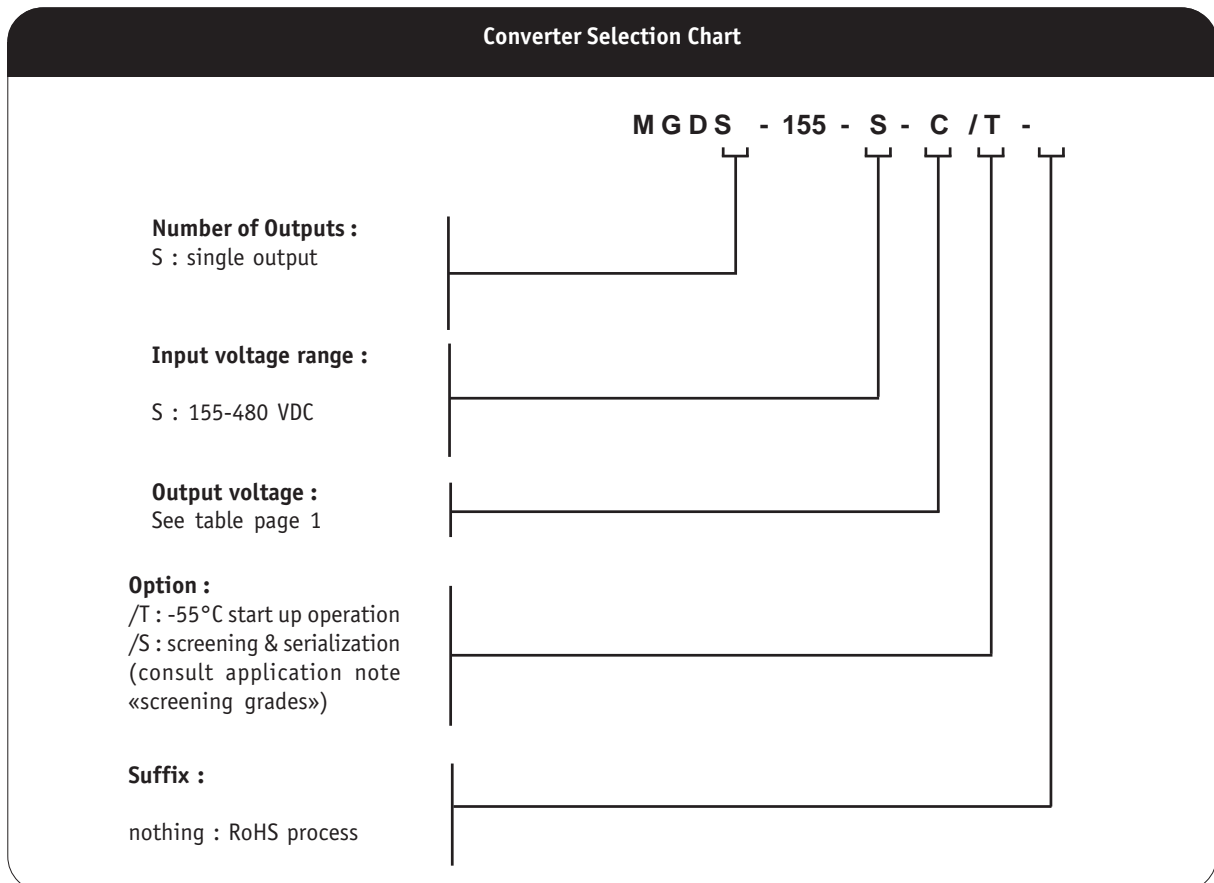 Converter Selection Chart
MGDS - 155 - S - C /T -
Number of Outputs :
S : single output
Input voltage range :
S : 155-480 VDC
Output voltage :
See table page 1
Option :
/T : -55°C start up operation
/S : screening & serialization
(consult application note
«screening grades»)
Suffix :
nothing : RoHS process